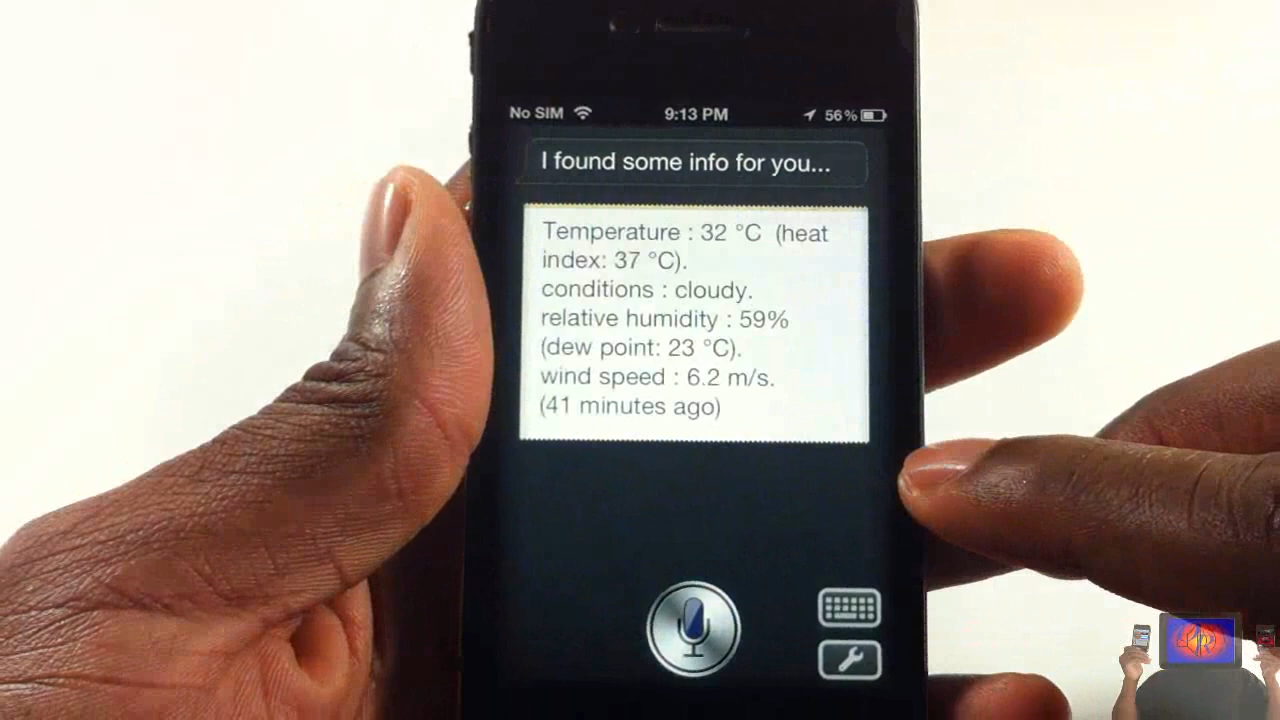 No SIM 9:13 PM 56%
I found some info for you...
Temperature : 32 °C (heat
index: 37 °C).
conditions : cloudy.
relative humidity : 59%
(dew point: 23 °C).
wind speed : 6.2 m/s.
(41 minutes ago)